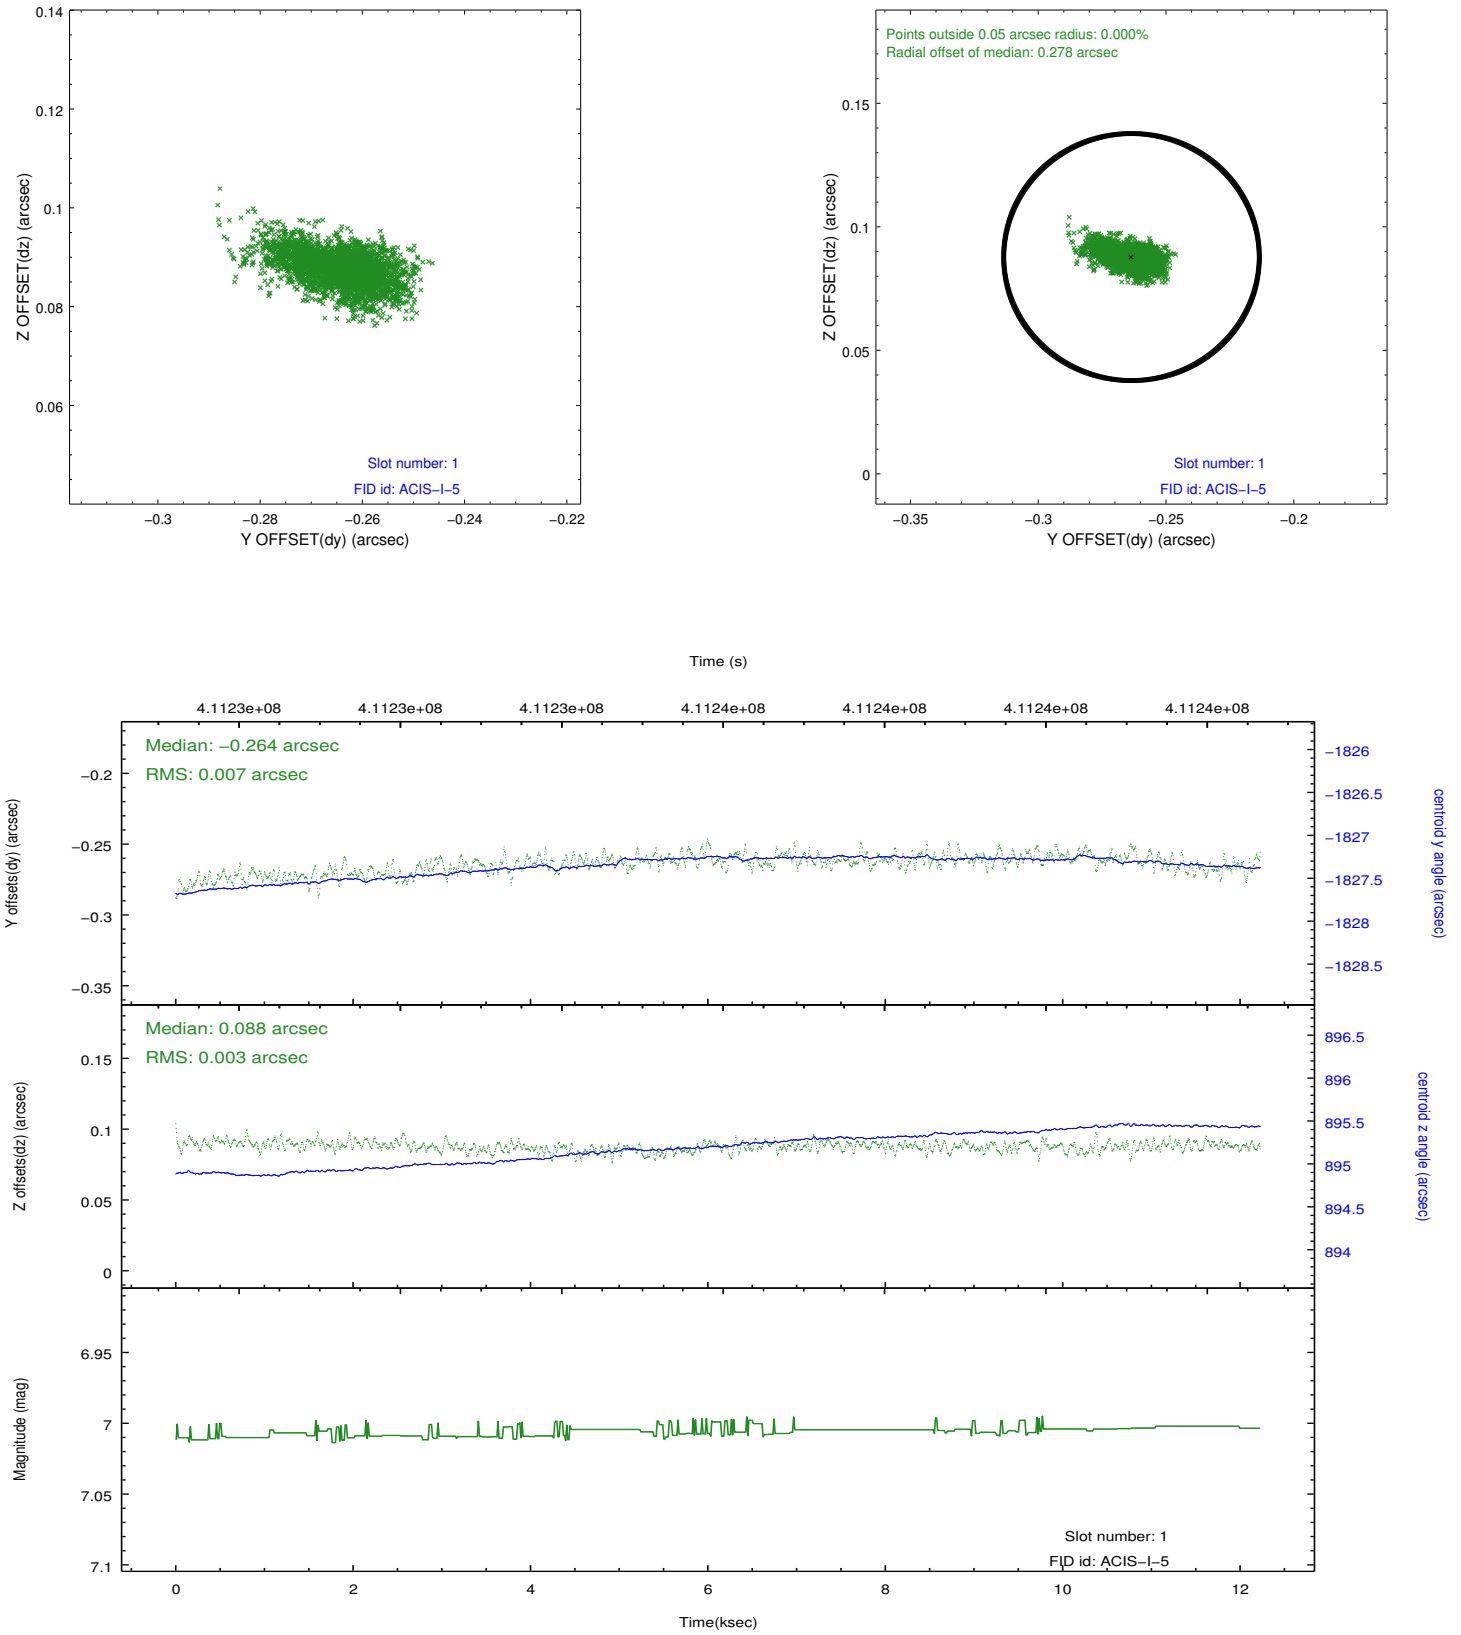 0.14
0.12
0.1
0.08
0.06
Z OFFSET(dz) (arcsec)
Slot number: 1
FID id: ACIS−I−5
−0.3 −0.28 −0.26 −0.24 −0.22
Y OFFSET(dy) (arcsec)
Points outside 0.05 arcsec radius: 0.000%
Radial offset of median: 0.278 arcsec
0.15
0.1
0.05
0
Z OFFSET(dz) (arcsec)
Slot number: 1
FID id: ACIS−I−5
−0.35 −0.3 −0.25 −0.2
Y OFFSET(dy) (arcsec)
Time (s)
4.1123e+08 4.1123e+08 4.1123e+08 4.1124e+08 4.1124e+08 4.1124e+08 4.1124e+08
Median: −0.264 arcsec
RMS: 0.007 arcsec
−0.2
−0.25
−0.3
−0.35
Y offsets(dy) (arcsec)
−1826
−1826.5
−1827
−1827.5
−1828
−1828.5
centroid y angle (arcsec)
Median: 0.088 arcsec
RMS: 0.003 arcsec
0.15
0.1
0.05
0
Z offsets(dz) (arcsec)
896.5
896
895.5
895
894.5
894
centroid z angle (arcsec)
6.95
7
7.05
7.1
Magnitude (mag)
Slot number: 1
FID id: ACIS−I−5
0 2 4 6 8 10 12
Time(ksec)